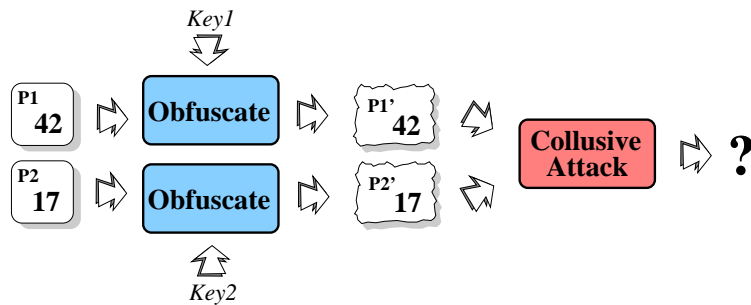 Key1
P1
42
Obfuscate
P1’
42
Collusive
Attack
?
P2
17
Obfuscate
P2’
17
Key2